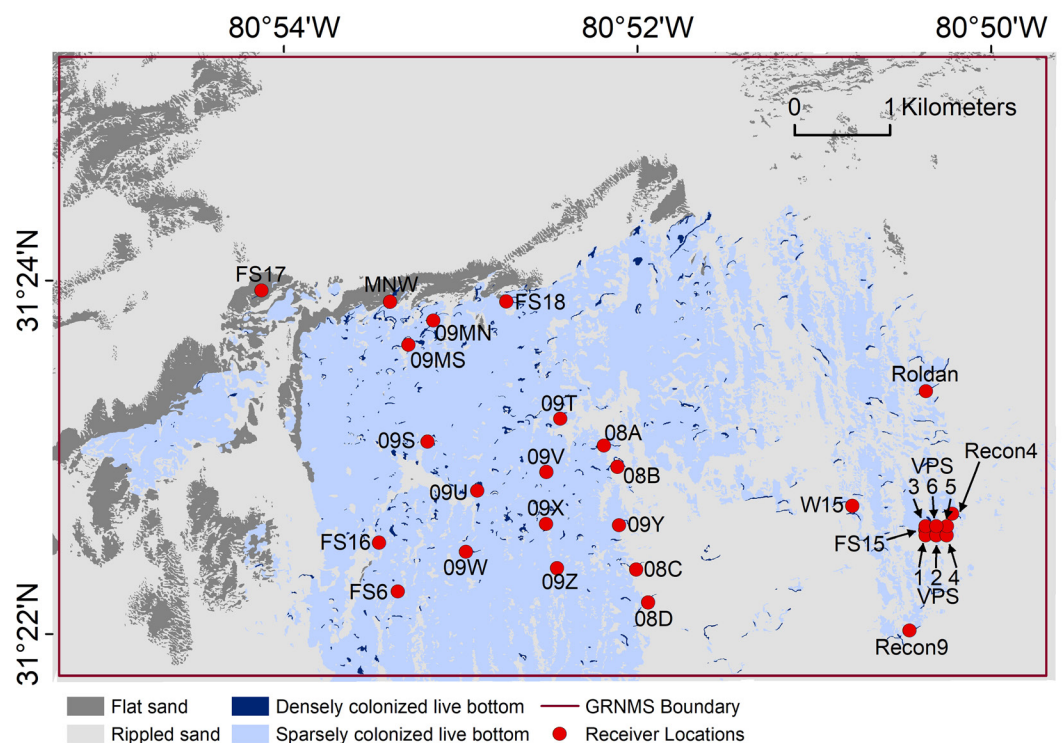 80°54'W 80°52'W 80°50'W
0 1 Kilometers
31°24'N
31°22'N
FS17
MNW
FS18
09MN
09MS
Roldan
09T
08A
09S
Recon4
09V
08B
VPS
3 6 5
09U
W15
09X
09Y
FS15
FS16
09W
09Z
08C
1 2 4
FS6
VPS
08D
Recon9
Flat sand Densely colonized live bottom GRNMS Boundary
Rippled sand Sparsely colonized live bottom Receiver Locations